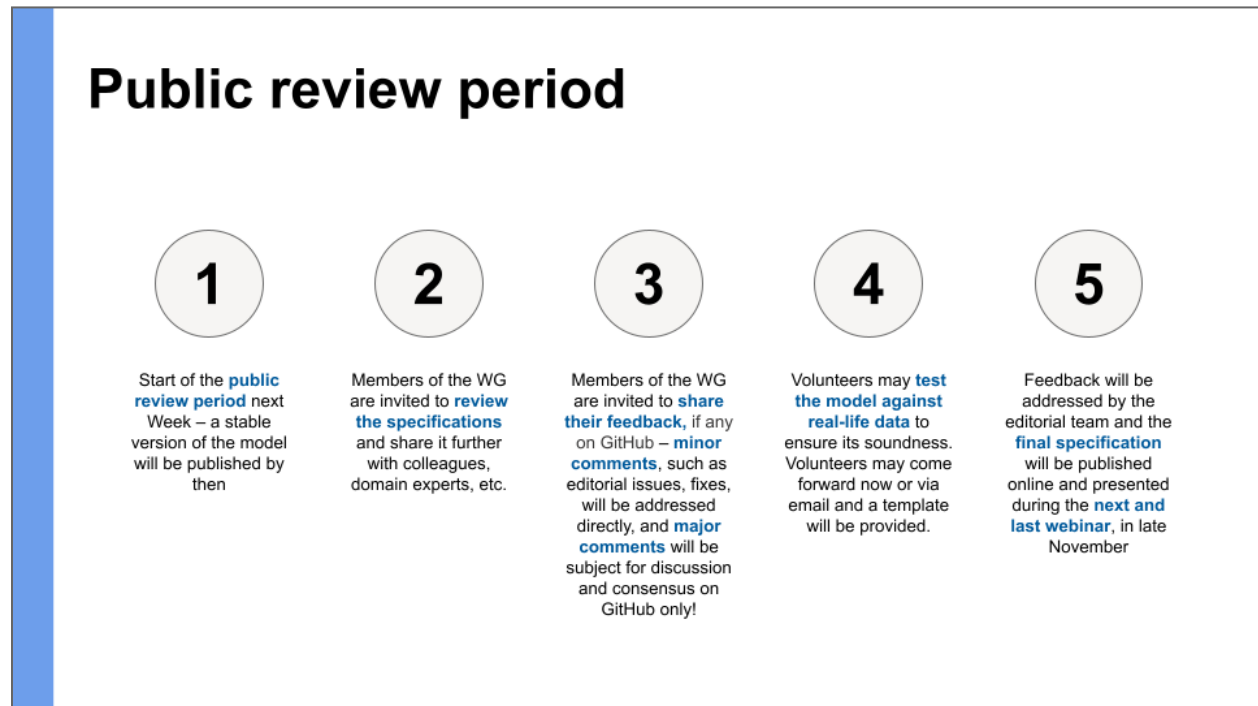 Public review period
1
Start of the public
review period next
Week – a stable
version of the model
will be published by
then
2
Members of the WG
are invited to review
the specifications
and share it further
with colleagues,
domain experts, etc.
3
Members of the WG
are invited to share
their feedback, if any
on GitHub – minor
comments, such as
editorial issues, fixes,
will be addressed
directly, and major
comments will be
subject for discussion
and consensus on
GitHub only!
4
Volunteers may test
the model against
real-life data to
ensure its soundness.
Volunteers may come
forward now or via
email and a template
will be provided.
5
Feedback will be
addressed by the
editorial team and the
final specification
will be published
online and presented
during the next and
last webinar, in late
November